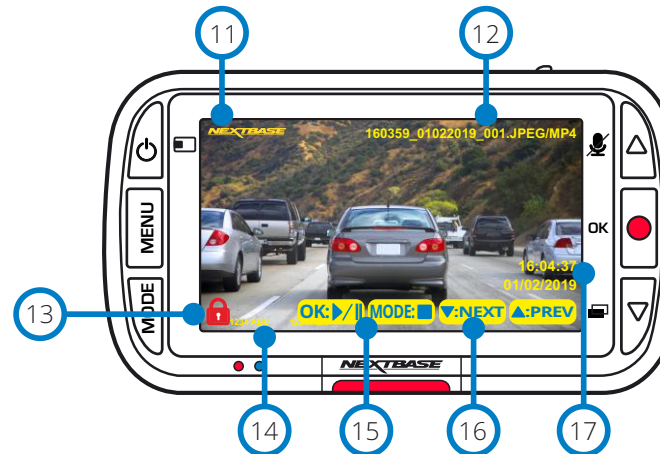 11
12
NEXTBASE
160359_01022019_001.JPEG/MP4
MENU
OK
16:04:37
01/02/2019
13
MODE
OK: ▶/II MODE: ■ ▼:NEXT ▲:PREV
NEXTBASE
14
15
16
17